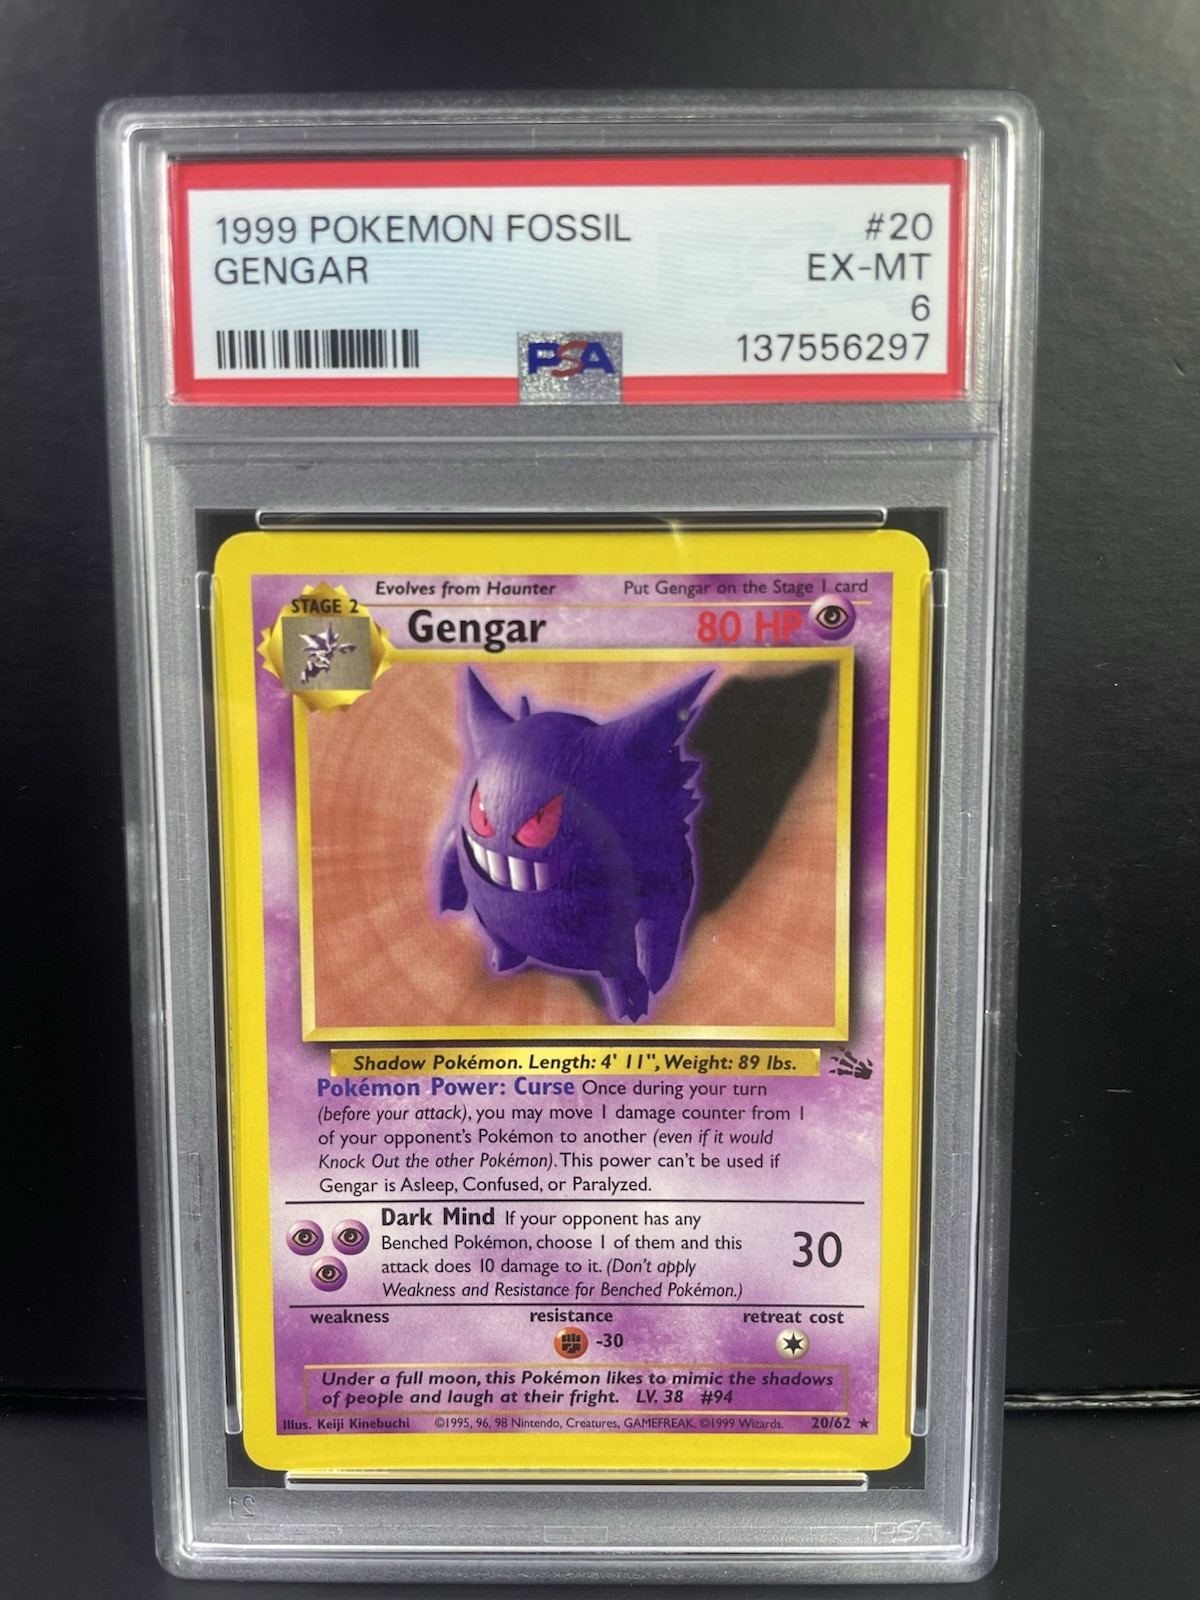 1999 POKEMON FOSSIL #20
GENGAR EX-MT
6
PSA 137556297
Evolves from Haunter Put Gengar on the Stage 1 card
STAGE 2
Gengar 80 HP
Shadow Pokémon. Length: 4' 11", Weight: 89 lbs.
Pokémon Power: Curse Once during your turn
(before your attack), you may move 1 damage counter from 1
of your opponent's Pokémon to another (even if it would
Knock Out the other Pokémon). This power can't be used if
Gengar is Asleep, Confused, or Paralyzed.
Dark Mind If your opponent has any
Benched Pokémon, choose 1 of them and this
attack does 10 damage to it. (Don't apply
Weakness and Resistance for Benched Pokémon.)
30
weakness resistance retreat cost
-30
Under a full moon, this Pokémon likes to mimic the shadows
of people and laugh at their fright. LV. 38 #94
Illus. Keiji Kinebuchi ©1995, 96, 98 Nintendo, Creatures, GAMEFREAK. ©1999 Wizards. 20/62 ★
PSA